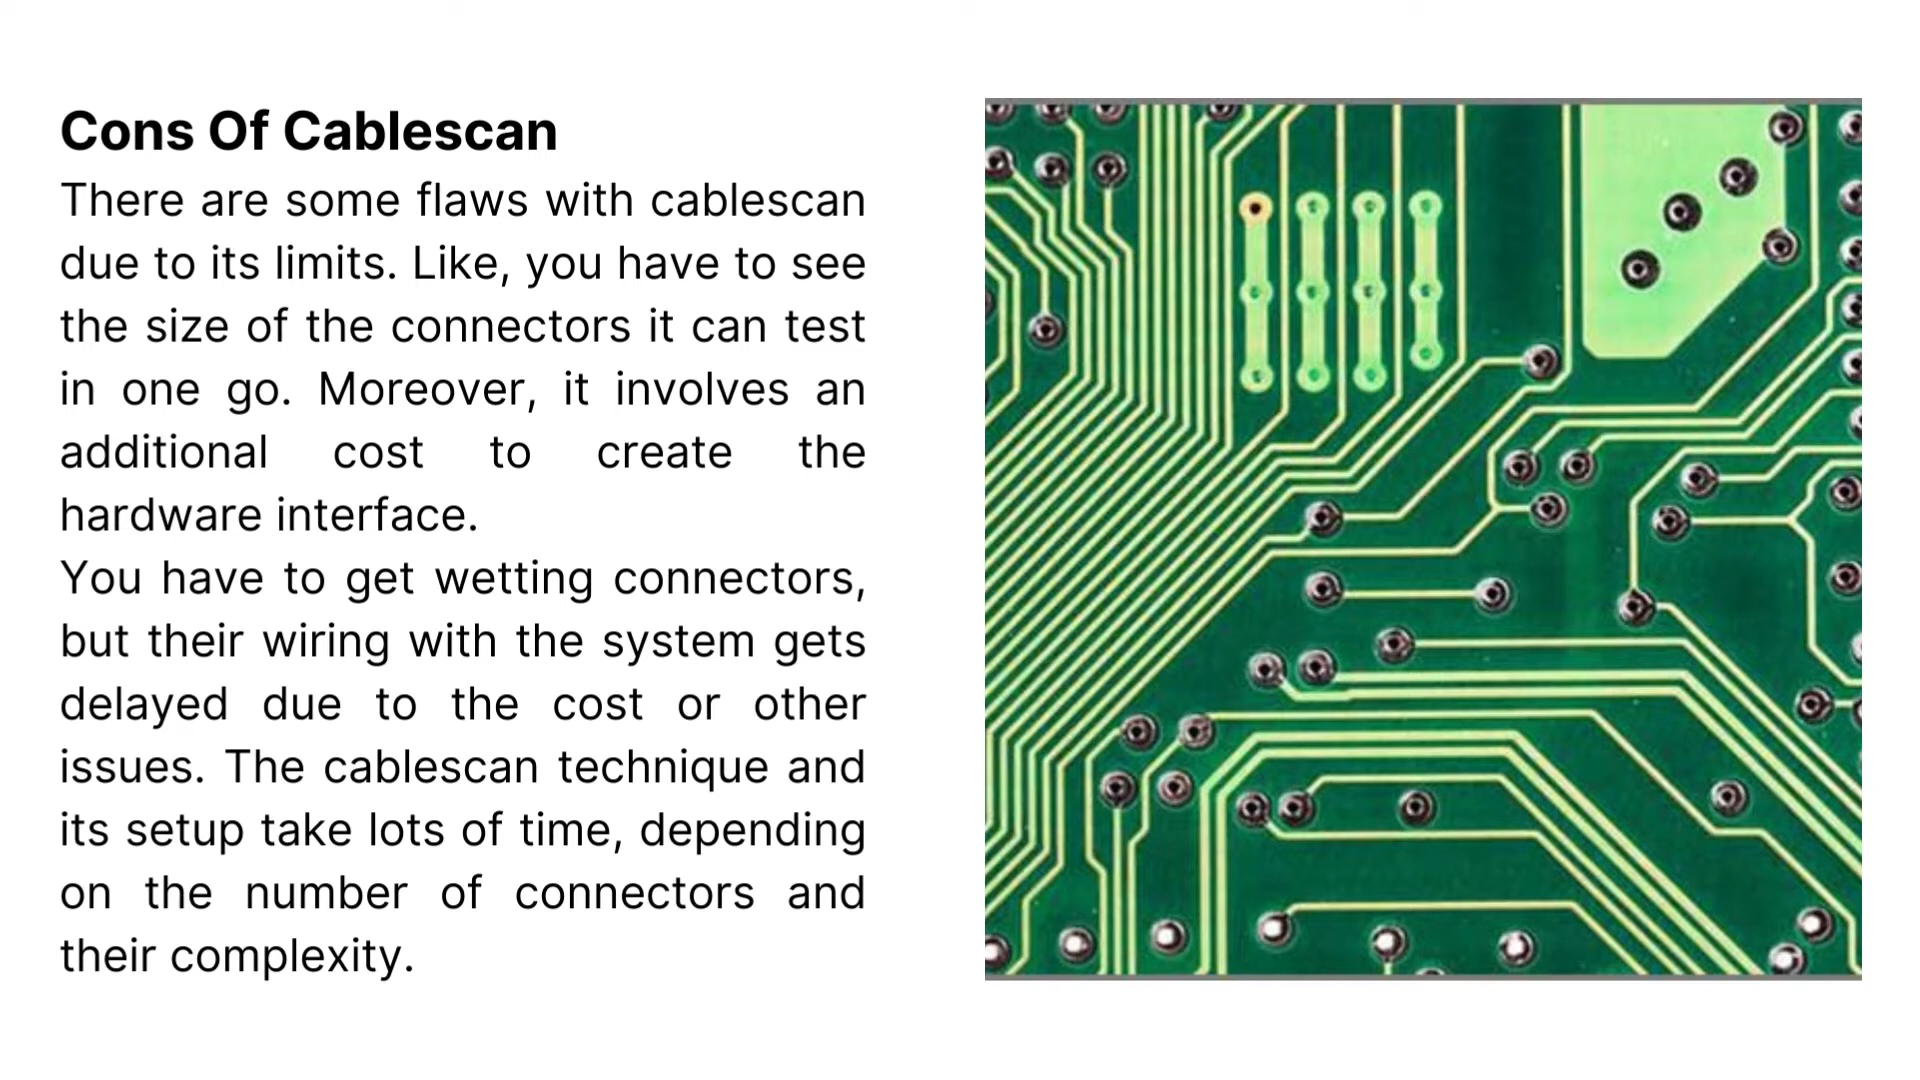 Cons Of Cablescan
There are some flaws with cablescan
due to its limits. Like, you have to see
the size of the connectors it can test
in one go. Moreover, it involves an
additional cost to create the
hardware interface.
You have to get wetting connectors,
but their wiring with the system gets
delayed due to the cost or other
issues. The cablescan technique and
its setup take lots of time, depending
on the number of connectors and
their complexity.